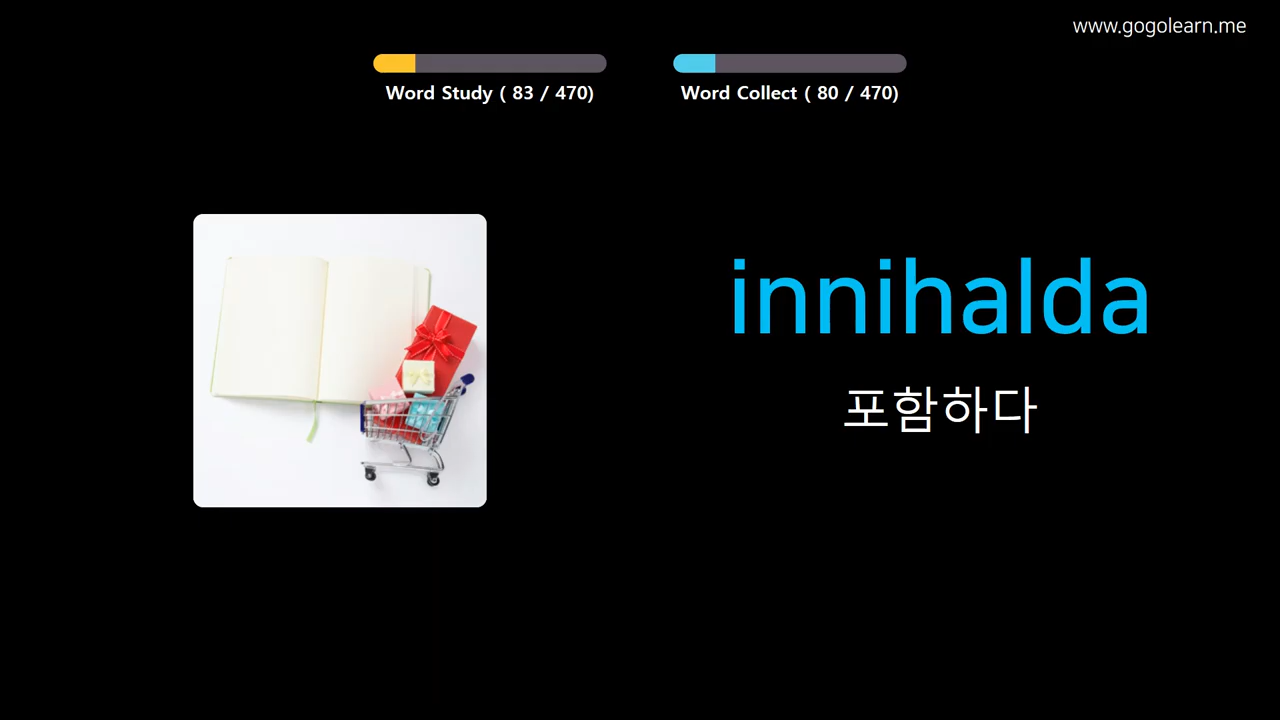 www.gogolearn.me
Word Study ( 83 / 470)
Word Collect ( 80 / 470)
innihalda
포함하다